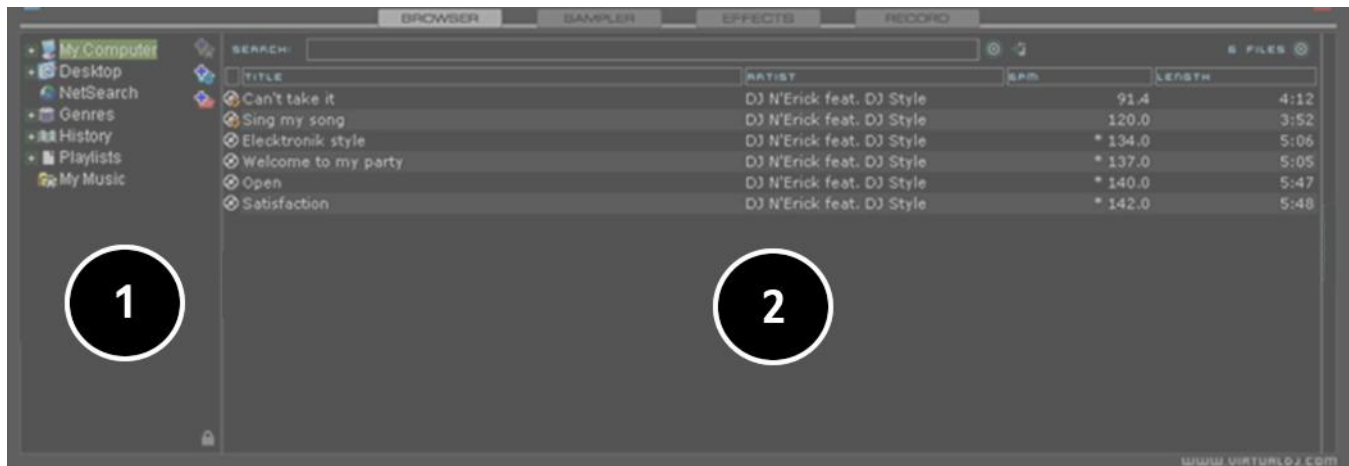 BROWSER SAMPLER EFFECTS RECORD
My Computer
Desktop
NetSearch
Genres
History
Playlists
My Music
1
SEARCH: 6 FILES
TITLE ARTIST BPM LENGTH
Can't take it DJ N'Erick feat. DJ Style 91.4 4:12
Sing my song DJ N'Erick feat. DJ Style 120.0 3:52
Elecktronik style DJ N'Erick feat. DJ Style * 134.0 5:06
Welcome to my party DJ N'Erick feat. DJ Style * 137.0 5:05
Open DJ N'Erick feat. DJ Style * 140.0 5:47
Satisfaction DJ N'Erick feat. DJ Style * 142.0 5:48
2
www.VIRTUALDJ.com